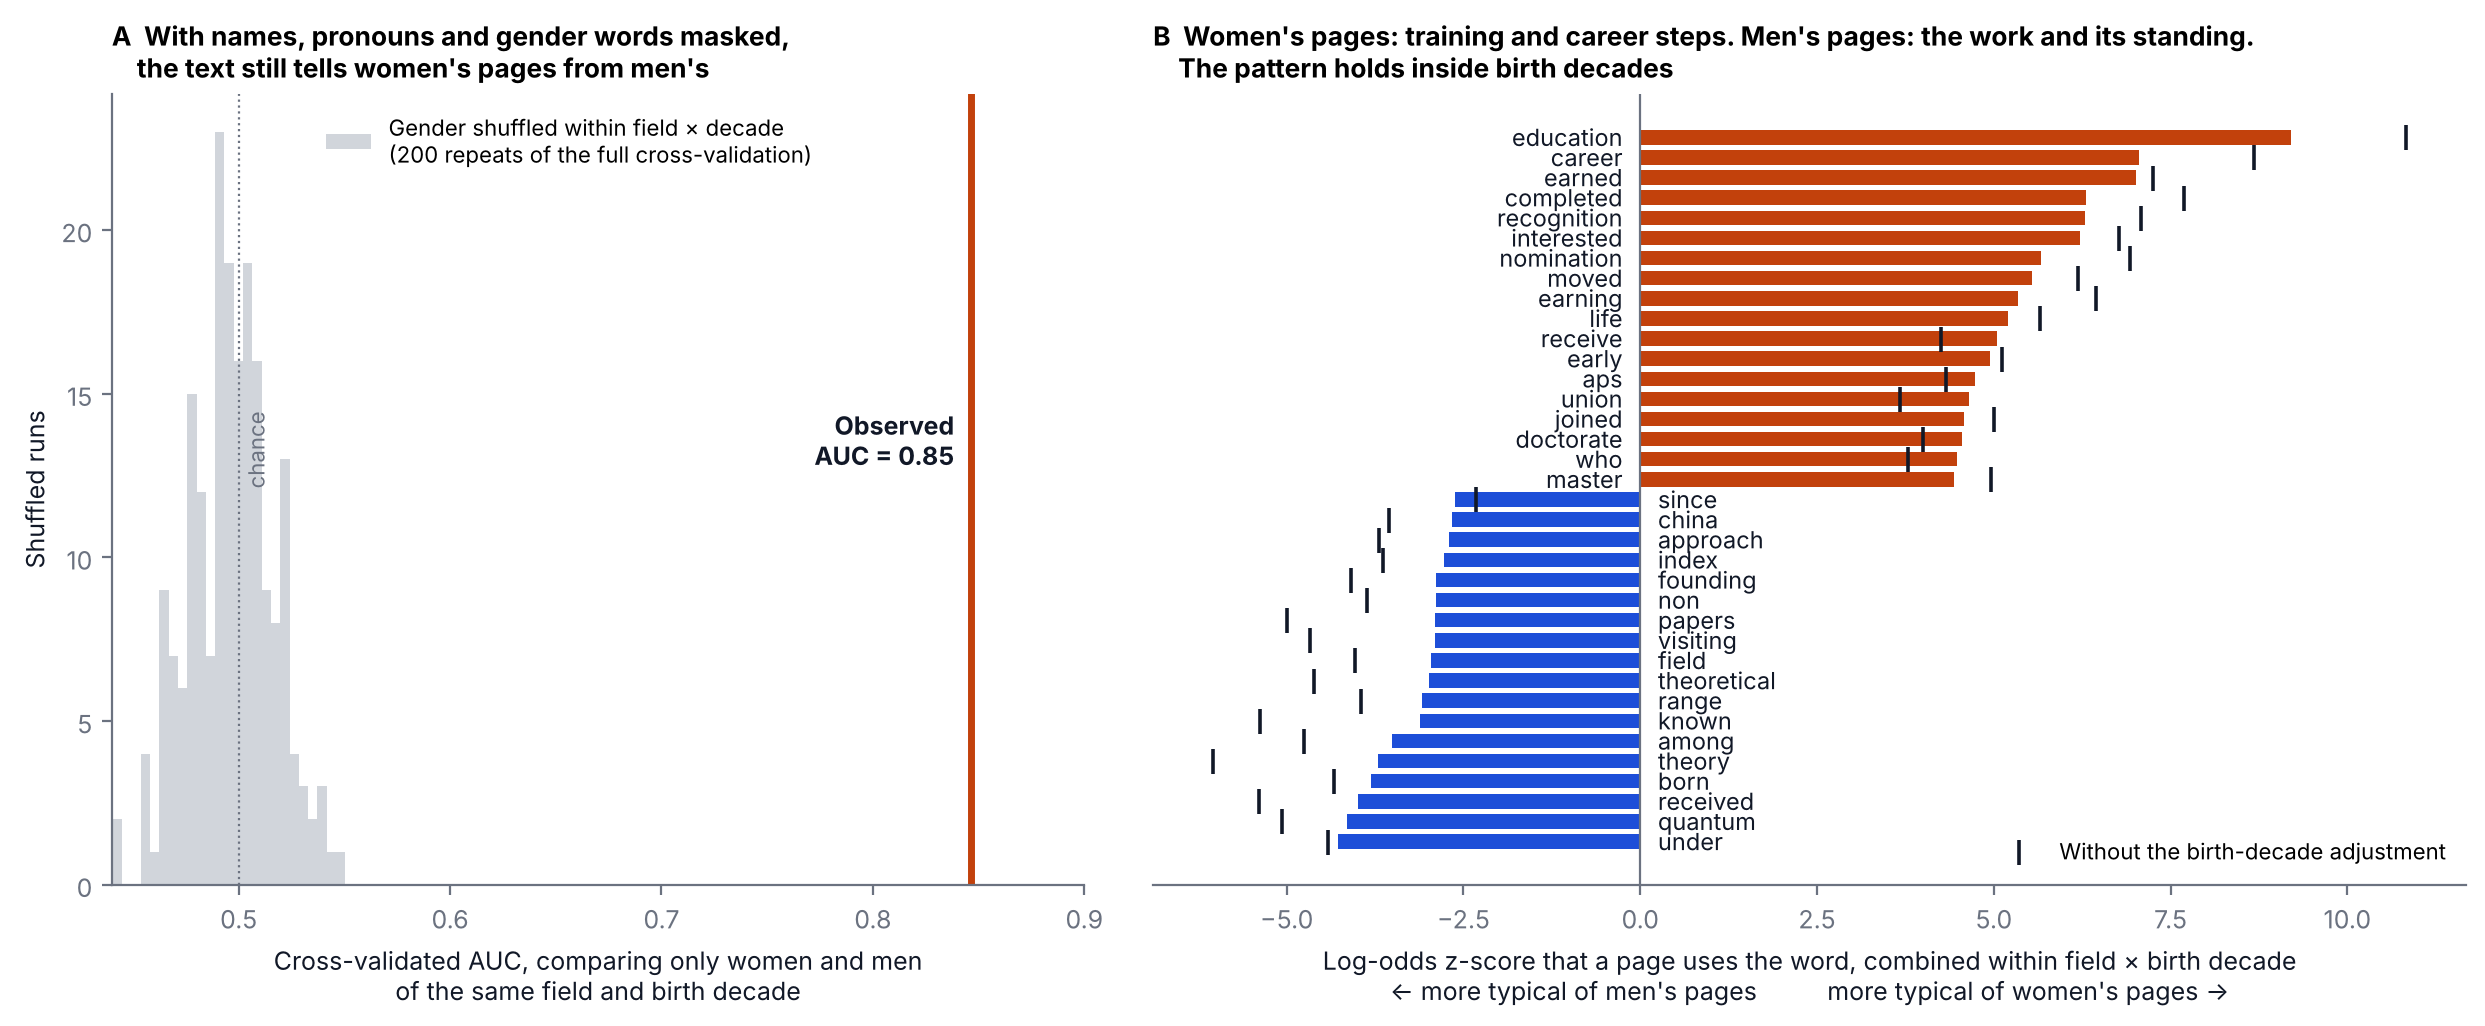 A With names, pronouns and gender words masked,
the text still tells women's pages from men's
Gender shuffled within field × decade
(200 repeats of the full cross-validation)
chance
Observed
AUC = 0.85
Shuffled runs
20
15
10
5
0
0.5
0.6
0.7
0.8
0.9
Cross-validated AUC, comparing only women and men
of the same field and birth decade
B Women's pages: training and career steps. Men's pages: the work and its standing.
The pattern holds inside birth decades
education
career
earned
completed
recognition
interested
nomination
moved
earning
life
receive
early
aps
union
joined
doctorate
who
master
since
china
approach
index
founding
non
papers
visiting
field
theoretical
range
known
among
theory
born
received
quantum
under
Without the birth-decade adjustment
−5.0
−2.5
0.0
2.5
5.0
7.5
10.0
Log-odds z-score that a page uses the word, combined within field × birth decade
← more typical of men's pages more typical of women's pages →